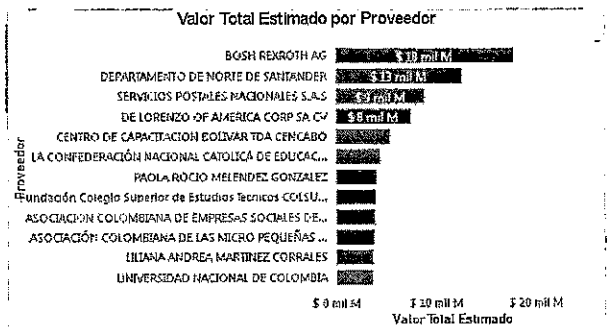 Valor Total Estimado por Proveedor
Proveedor
BOSH REXROTH AG
$ 18 mil M
DEPARTAMENTO DE NORTE DE SANTANDER
$ 13 mil M
SERVICIOS POSTALES NACIONALES S.A.S
$ 9 mil M
DE LORENZO OF AMERICA CORP SA CV
$ 8 mil M
CENTRO DE CAPACITACION BOLIVAR TDA CENCABO
LA CONFEDERACIÓN NACIONAL CATOLICA DE EDUCAC...
PAOLA ROCIO MELENDEZ GONZALEZ
Fundación Colegio Superior de Estudios Tecnicos COLSU...
ASOCIACION COLOMBIANA DE EMPRESAS SOCIALES DE...
ASOCIACIÓN COLOMBIANA DE LAS MICRO PEQUEÑAS ...
LILIANA ANDREA MARTINEZ CORRALES
UNIVERSIDAD NACIONAL DE COLOMBIA
$ 0 mil M $ 10 mil M $ 20 mil M
Valor Total Estimado